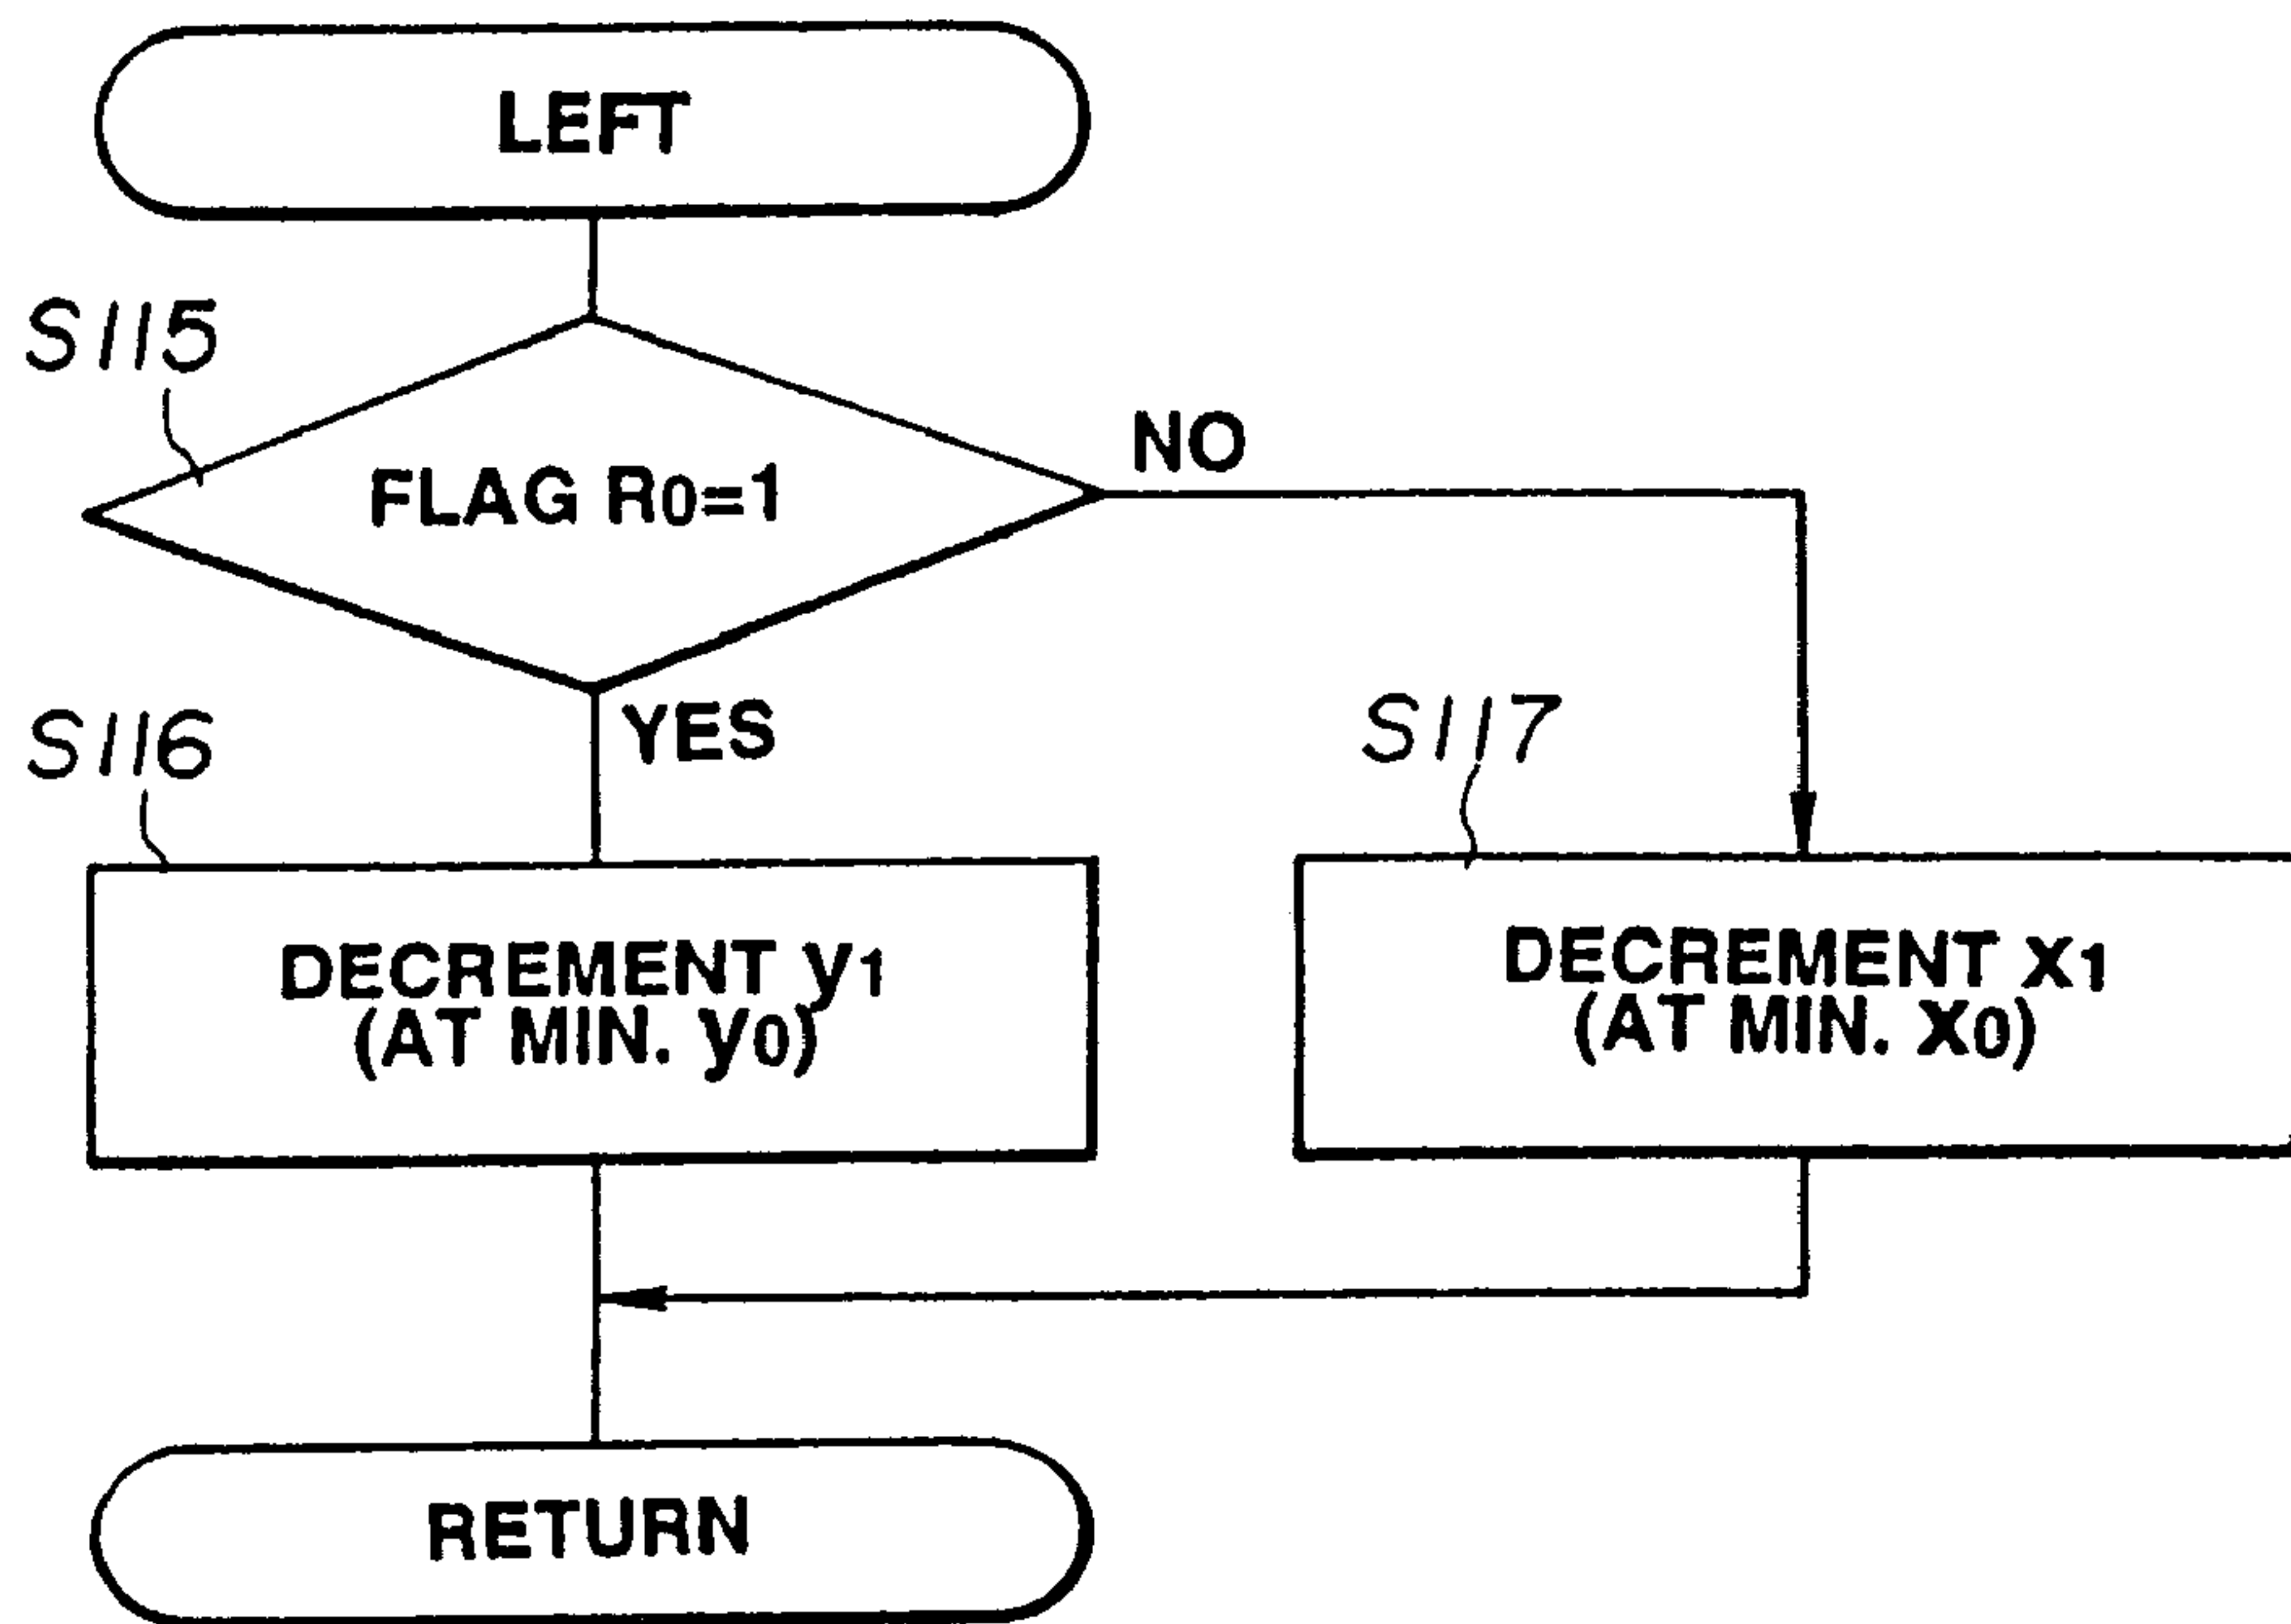 LEFT
S115
FLAG R0=1
NO
YES
S116
S117
DECREMENT y1
(AT MIN. y0)
DECREMENT x1
(AT MIN. x0)
RETURN